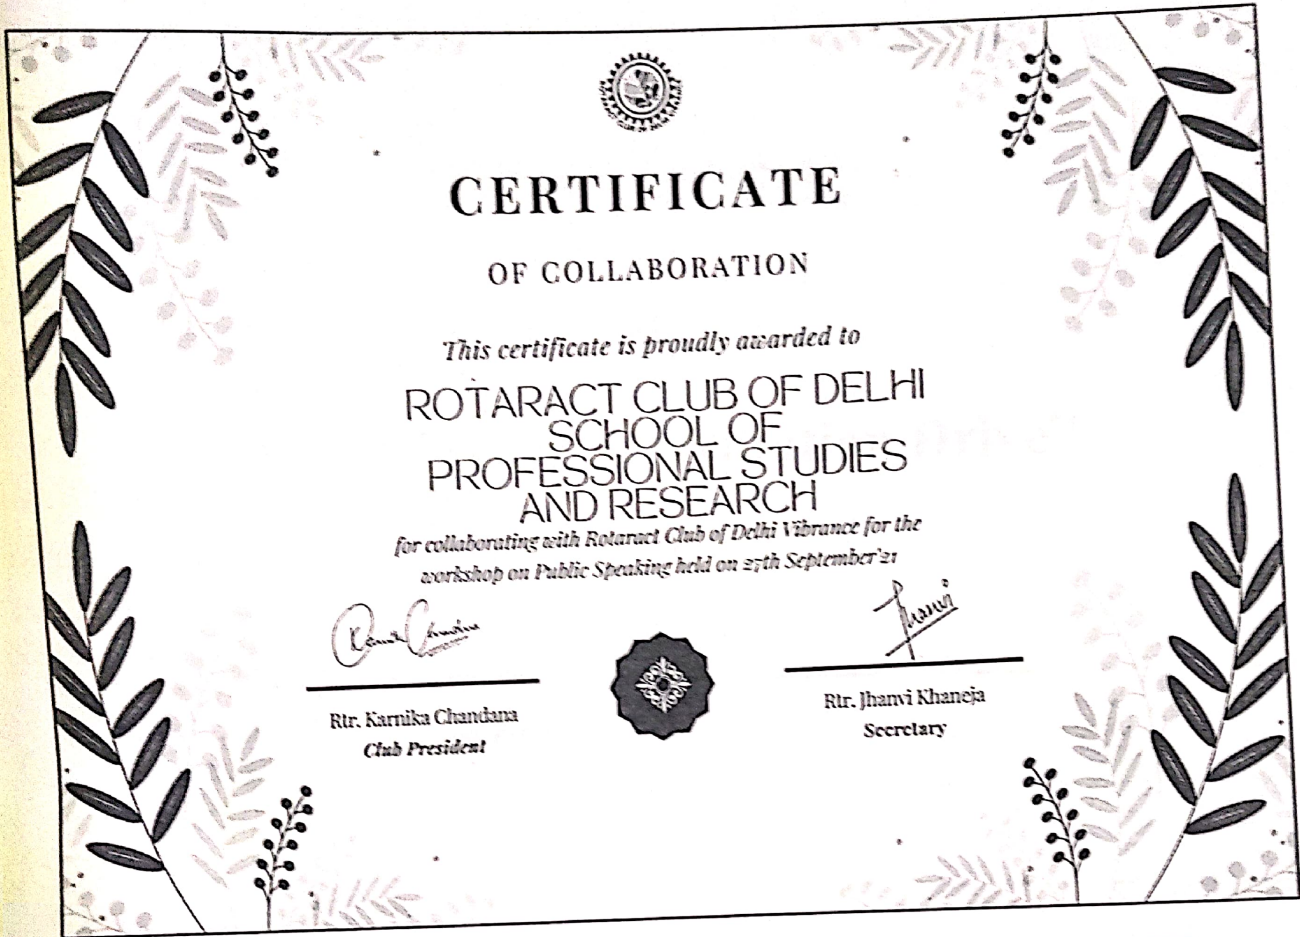 CERTIFICATE
OF COLLABORATION
This certificate is proudly awarded to
ROTARACT CLUB OF DELHI
SCHOOL OF
PROFESSIONAL STUDIES
AND RESEARCH
for collaborating with Rotaract Club of Delhi Vibrance for the
workshop on Public Speaking held on 27th September'21
Jhanvi
Rtr. Karnika Chandana
Club President
Rtr. Jhanvi Khaneja
Secretary